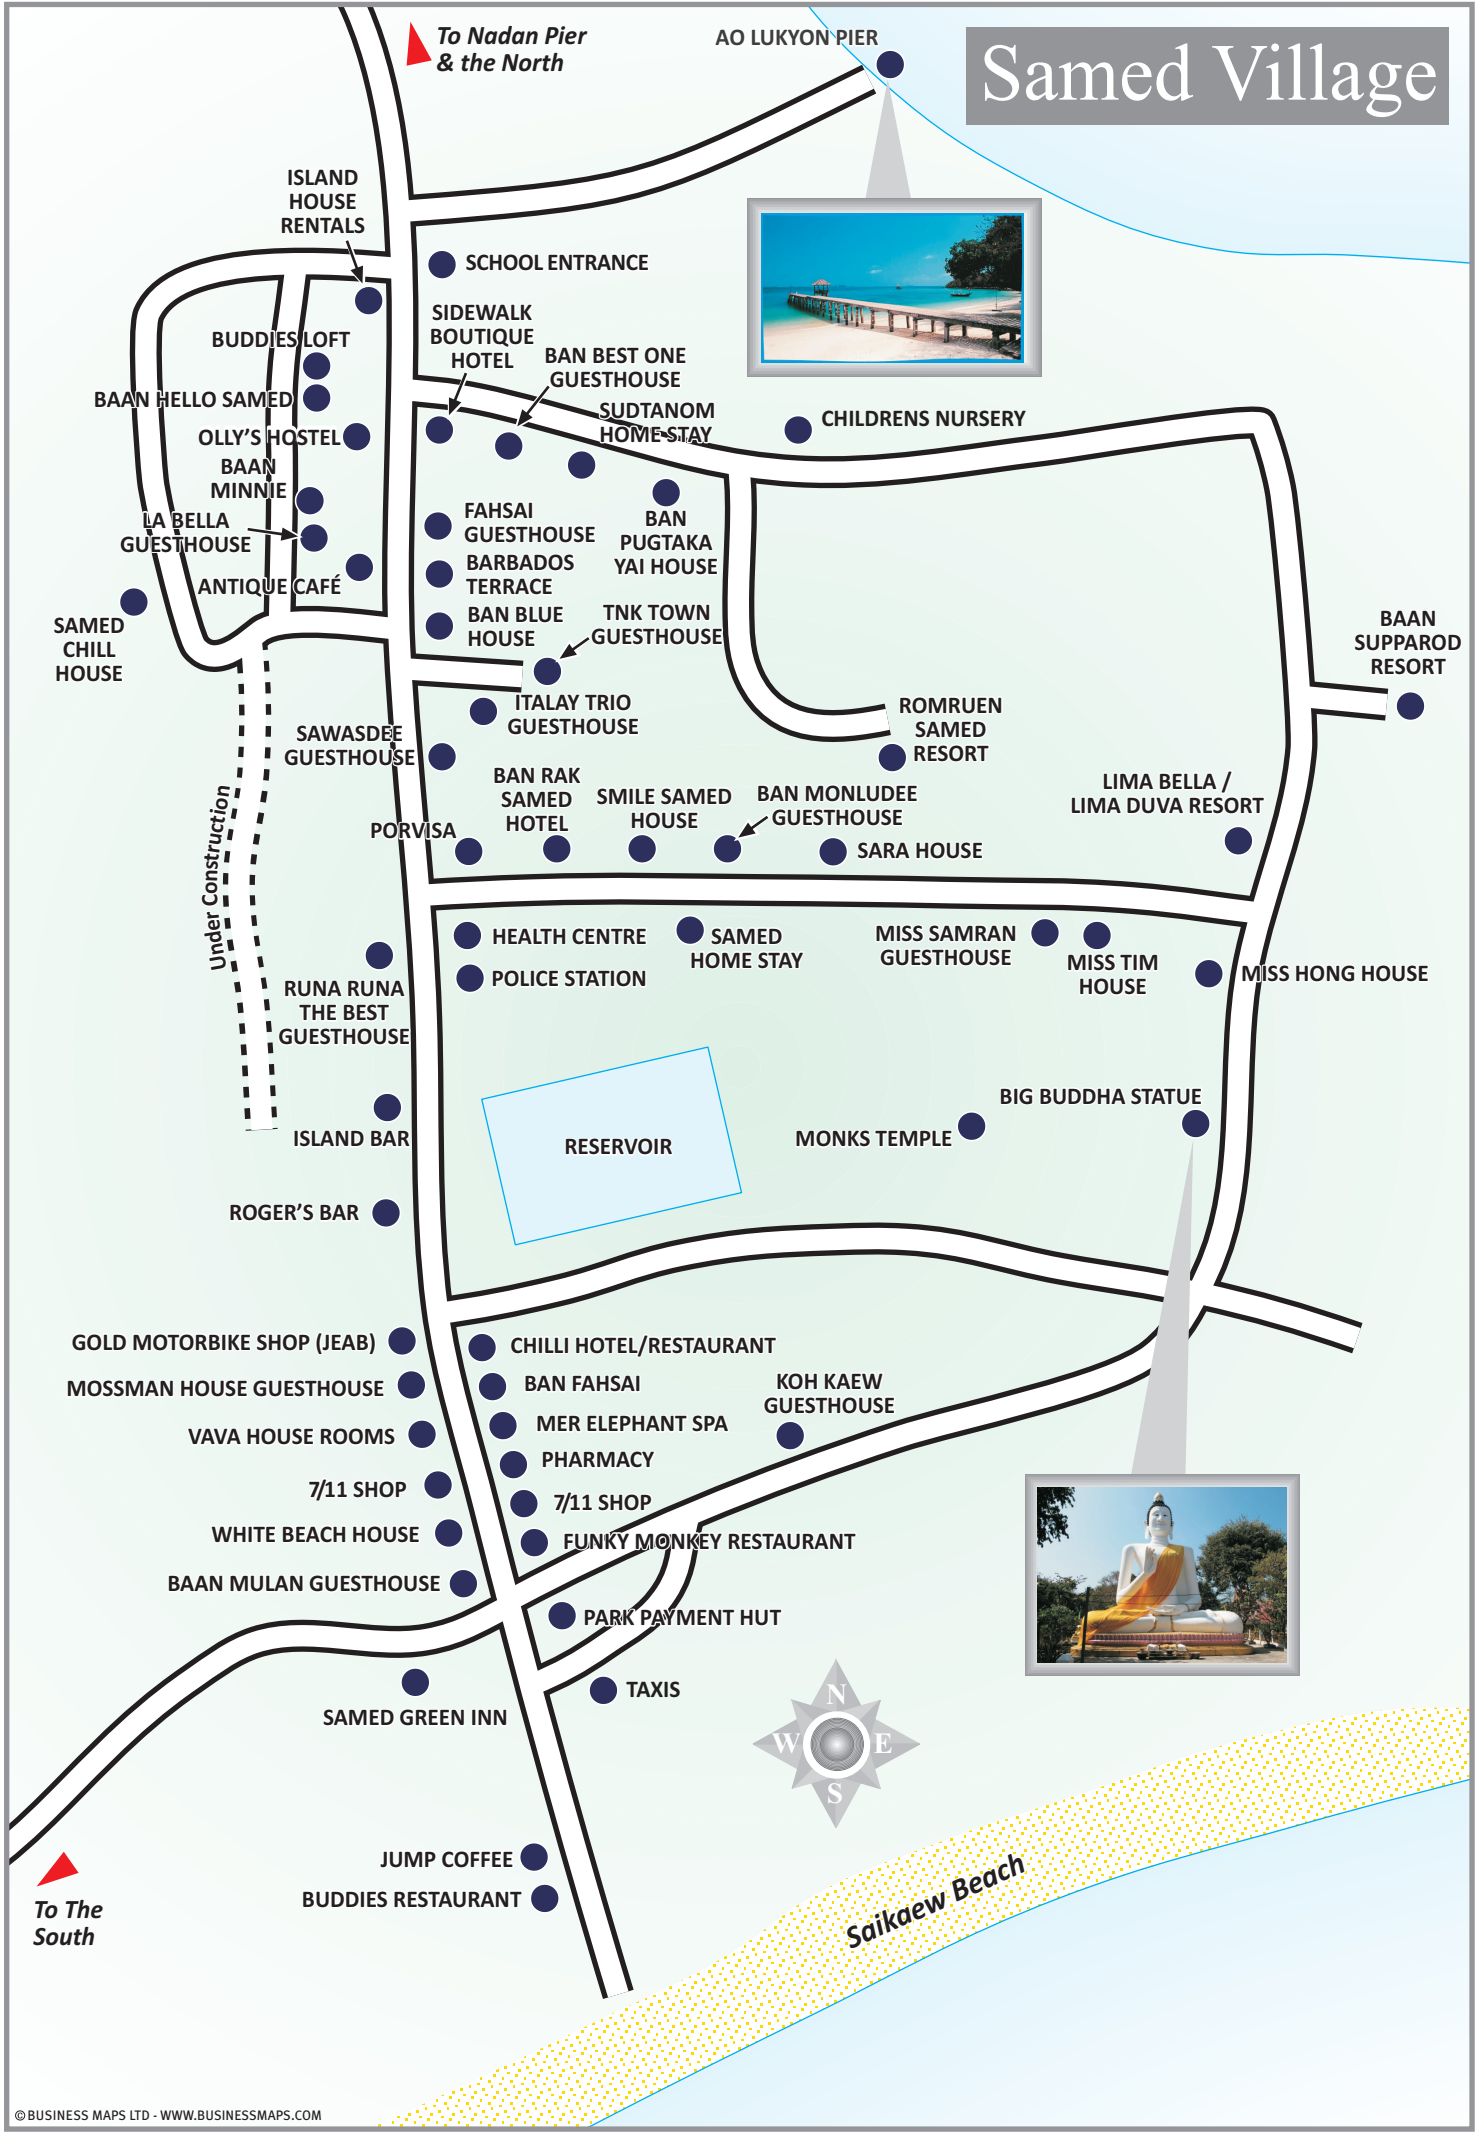 To Nadan Pier
& the North
AO LUKYON PIER
Samed Village
ISLAND
HOUSE
RENTALS
SCHOOL ENTRANCE
SIDEWALK
BOUTIQUE
HOTEL
BUDDIES LOFT
BAN BEST ONE
GUESTHOUSE
BAAN HELLO SAMED
SUDTANOM
HOME STAY
CHILDRENS NURSERY
OLLY'S HOSTEL
BAAN
MINNIE
LA BELLA
GUESTHOUSE
FAHSAI
GUESTHOUSE
BAN
PUGTAKA
YAI HOUSE
BARBADOS
TERRACE
ANTIQUE CAFÉ
BAN BLUE
HOUSE
TNK TOWN
GUESTHOUSE
SAMED
CHILL
HOUSE
BAAN
SUPPAROD
RESORT
ITALAY TRIO
GUESTHOUSE
ROMRUEN
SAMED
RESORT
SAWASDEE
GUESTHOUSE
BAN RAK
SAMED
HOTEL
SMILE SAMED
HOUSE
BAN MONLUDEE
GUESTHOUSE
LIMA BELLA /
LIMA DUVA RESORT
PORVISA
SARA HOUSE
Under Construction
HEALTH CENTRE
SAMED
HOME STAY
MISS SAMRAN
GUESTHOUSE
MISS TIM
HOUSE
MISS HONG HOUSE
POLICE STATION
RUNA RUNA
THE BEST
GUESTHOUSE
BIG BUDDHA STATUE
ISLAND BAR
RESERVOIR
MONKS TEMPLE
ROGER'S BAR
GOLD MOTORBIKE SHOP (JEAB)
CHILLI HOTEL/RESTAURANT
MOSSMAN HOUSE GUESTHOUSE
BAN FAHSAI
KOH KAEW
GUESTHOUSE
VAVA HOUSE ROOMS
MER ELEPHANT SPA
PHARMACY
7/11 SHOP
7/11 SHOP
WHITE BEACH HOUSE
FUNKY MONKEY RESTAURANT
BAAN MULAN GUESTHOUSE
PARK PAYMENT HUT
SAMED GREEN INN
TAXIS
N
W
E
S
JUMP COFFEE
BUDDIES RESTAURANT
Saikaew Beach
To The
South
© BUSINESS MAPS LTD - WWW.BUSINESSMAPS.COM